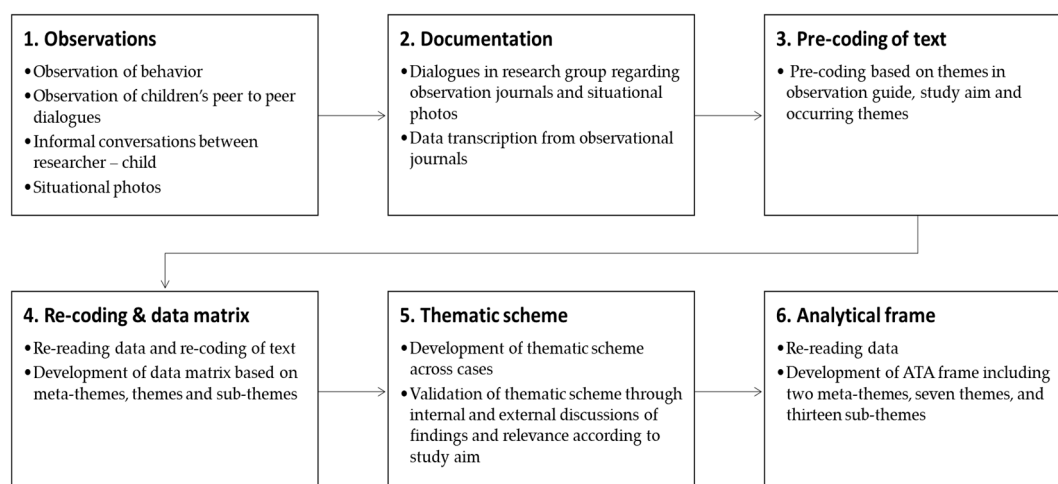 1. Observations
•Observation of behavior
•Observation of children's peer to peer
dialogues
•Informal conversations between
researcher – child
•Situational photos
2. Documentation
•Dialogues in research group regarding
observation journals and situational
photos
•Data transcription from observational
journals
3. Pre-coding of text
• Pre-coding based on themes in
observation guide, study aim and
occurring themes
4. Re-coding & data matrix
•Re-reading data and re-coding of text
•Development of data matrix based on
meta-themes, themes and sub-themes
5. Thematic scheme
•Development of thematic scheme
across cases
•Validation of thematic scheme through
internal and external discussions of
findings and relevance according to
study aim
6. Analytical frame
•Re-reading data
•Development of ATA frame including
two meta-themes, seven themes, and
thirteen sub-themes